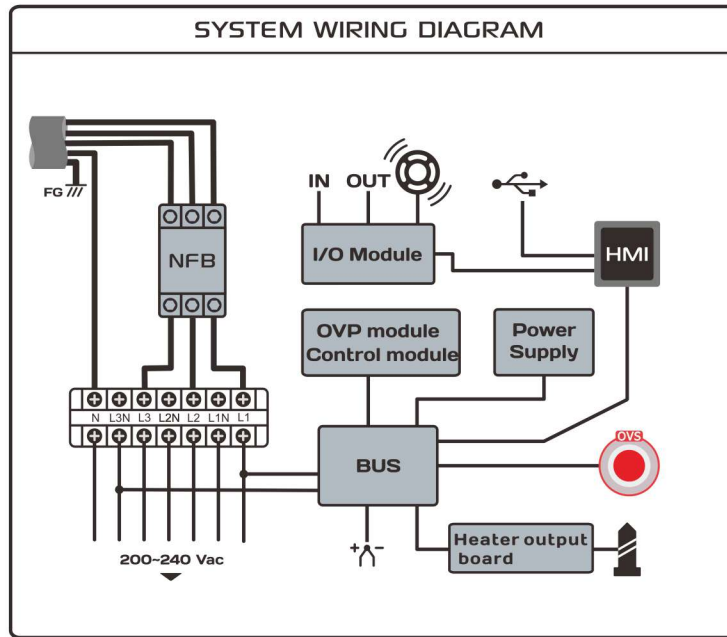 SYSTEM WIRING DIAGRAM
FG
IN OUT
NFB
I/O Module
HMI
OVP module
Control module
Power
Supply
N L3N L3 L2N L2 L1N L1
BUS
OVS
200~240 Vac
+ -
Heater output
board